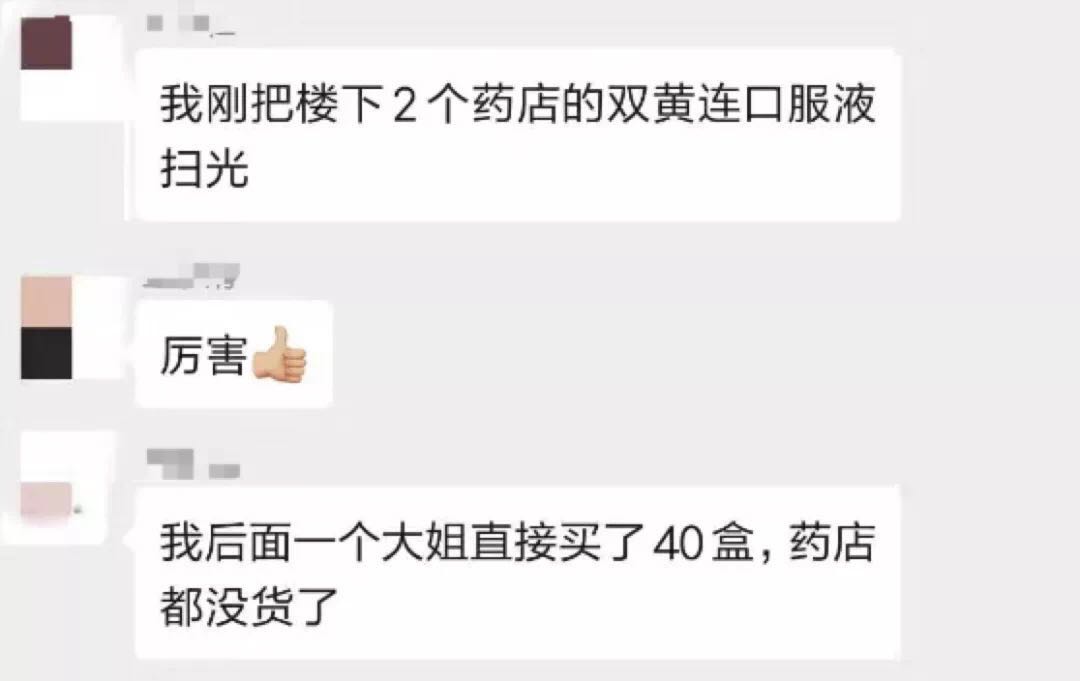 我刚把楼下2个药店的双黄连口服液
扫光
厉害👍🏼
我后面一个大姐直接买了40盒，药店
都没货了